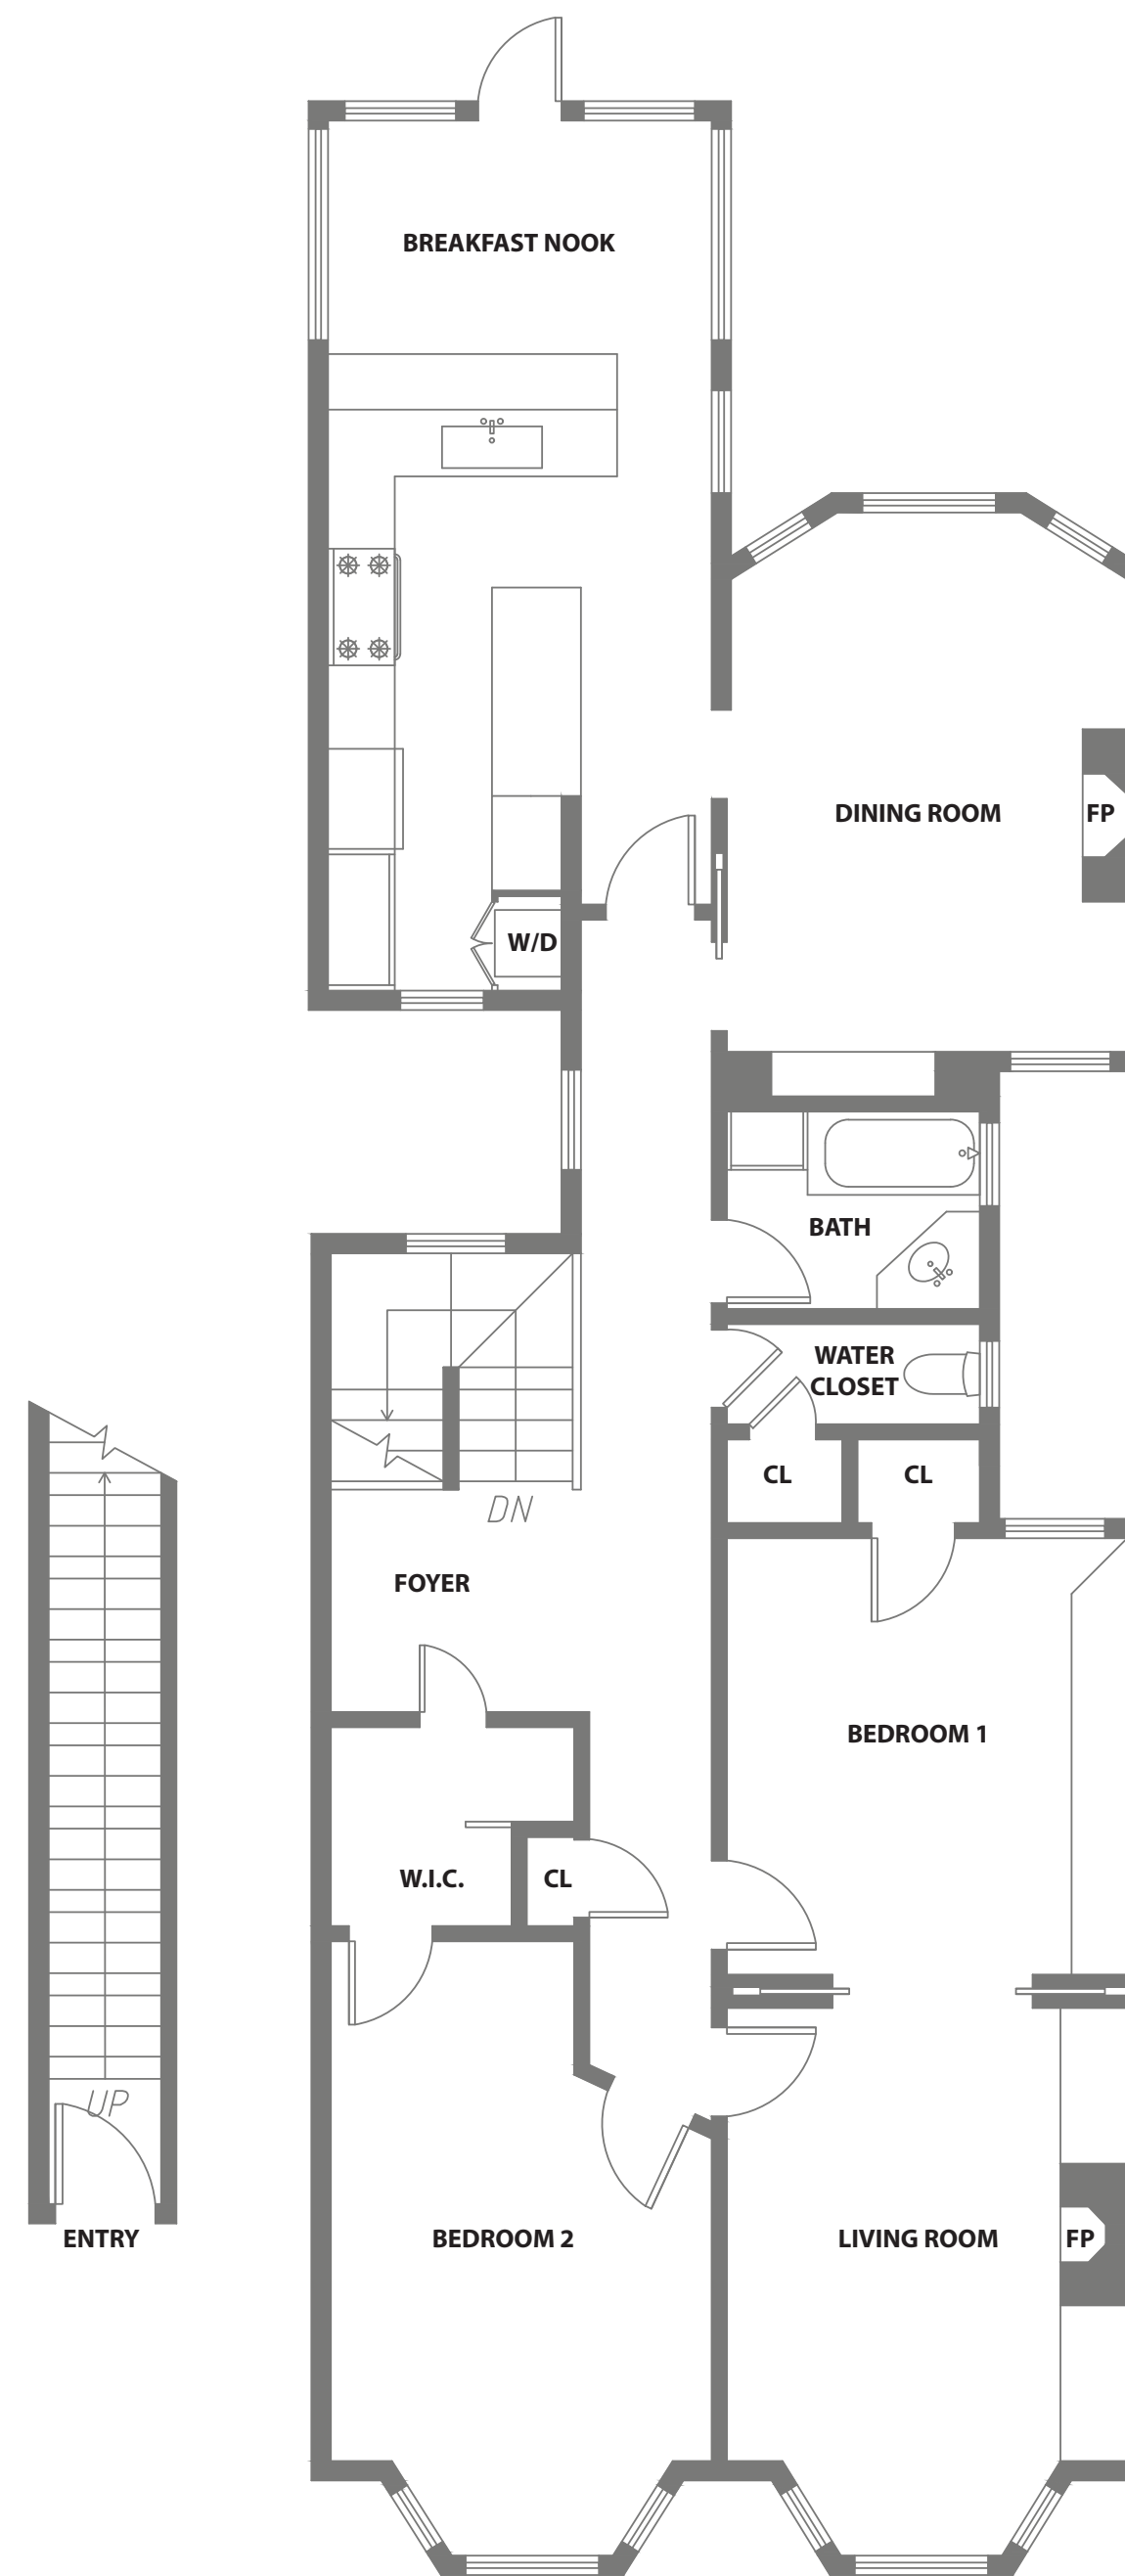 BREAKFAST NOOK
DINING ROOM
FP
W/D
BATH
WATER
CLOSET
CL
CL
DN
FOYER
BEDROOM 1
W.I.C.
CL
UP
ENTRY
BEDROOM 2
LIVING ROOM
FP